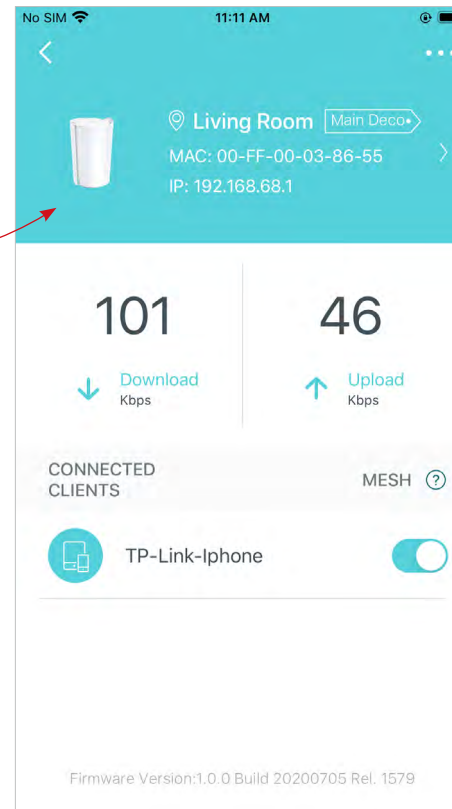 No SIM 11:11 AM
Living Room Main Deco
MAC: 00-FF-00-03-86-55
IP: 192.168.68.1
101 46
Download Upload
Kbps Kbps
CONNECTED
CLIENTS
MESH ?
TP-Link-Iphone
Firmware Version:1.0.0 Build 20200705 Rel. 1579